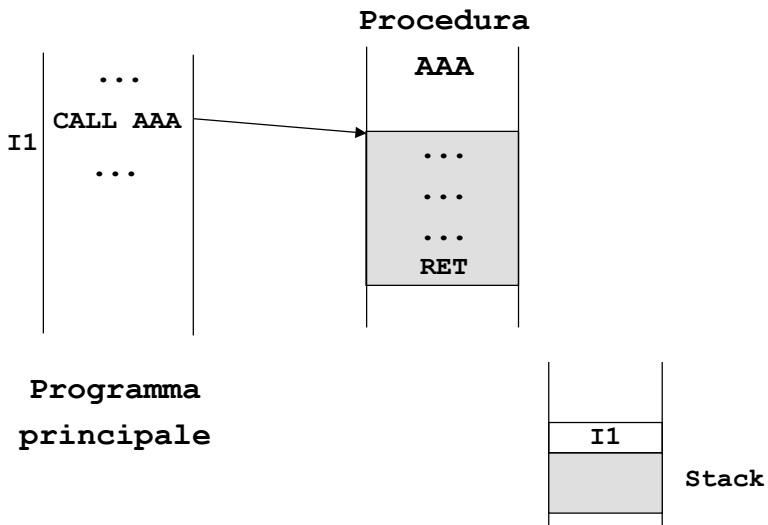 Procedura
AAA
...
CALL AAA
I1
...
...
...
...
RET
Programma
principale
I1
Stack